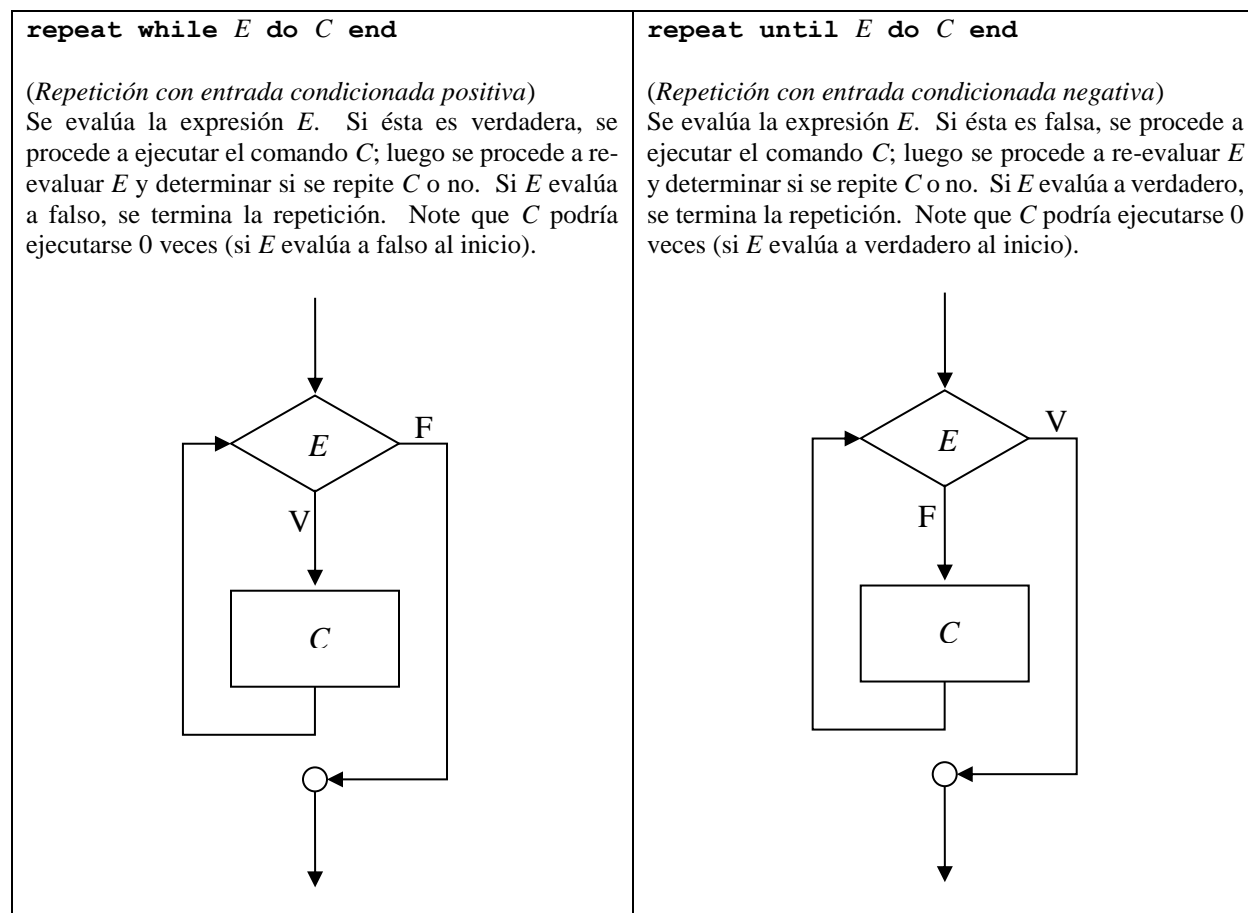 repeat while E do C end
(Repetición con entrada condicionada positiva)
Se evalúa la expresión E. Si ésta es verdadera, se
procede a ejecutar el comando C; luego se procede a re-
evaluar E y determinar si se repite C o no. Si E evalúa
a falso, se termina la repetición. Note que C podría
ejecutarse 0 veces (si E evalúa a falso al inicio).
F
E
V
C
repeat until E do C end
(Repetición con entrada condicionada negativa)
Se evalúa la expresión E. Si ésta es falsa, se procede a
ejecutar el comando C; luego se procede a re-evaluar E
y determinar si se repite C o no. Si E evalúa a verdadero,
se termina la repetición. Note que C podría ejecutarse 0
veces (si E evalúa a verdadero al inicio).
V
E
F
C